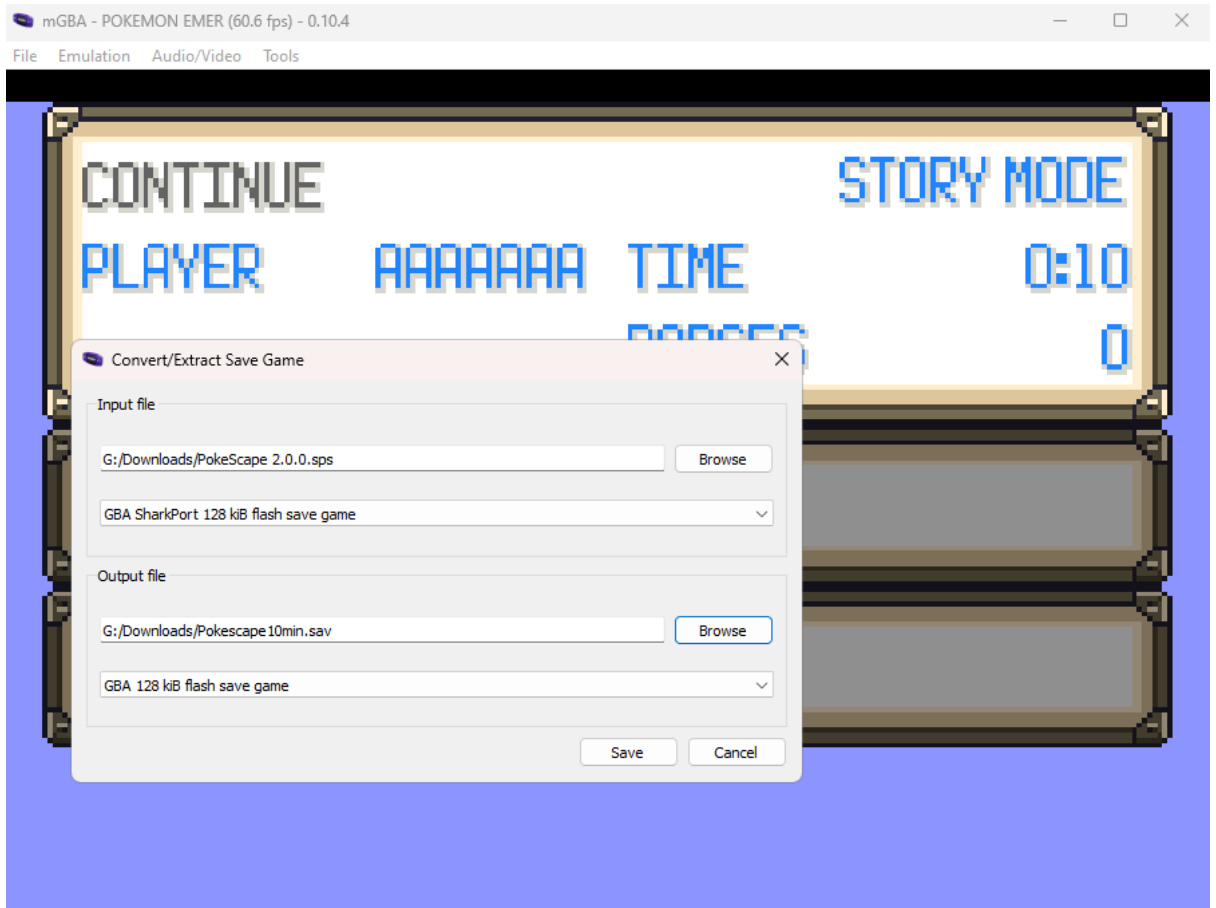 mGBA - POKEMON EMER (60.6 fps) - 0.10.4
File Emulation Audio/Video Tools
CONTINUE STORY MODE
PLAYER AAAAAAA TIME 0:10
0
Convert/Extract Save Game
Input file
G:/Downloads/PokeScape 2.0.0.sps Browse
GBA SharkPort 128 kiB flash save game
Output file
G:/Downloads/Pokescape10min.sav Browse
GBA 128 kiB flash save game
Save Cancel